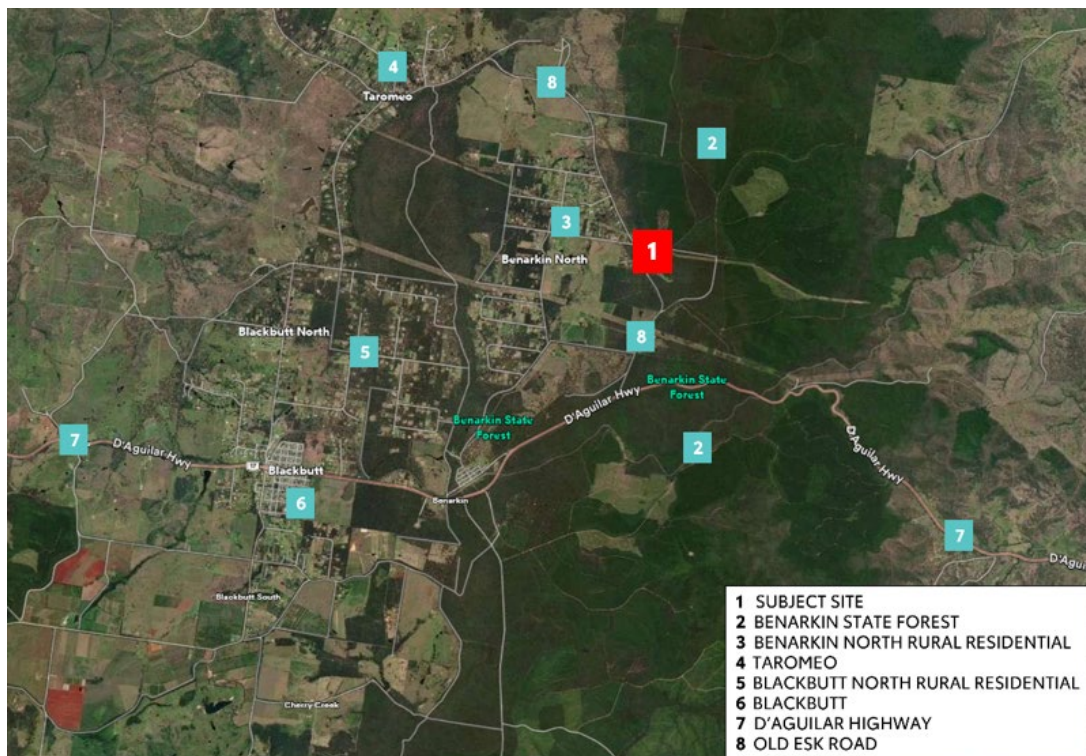 4
Taromeo
8
2
3
Benarkin North
1
Blackbutt North
5
8
Benarkin State
Forest
D'Aguilar Hwy
Benarkin State
Forest
2
7
D'Aguilar Hwy
17
Blackbutt
6
Benarkin
D'Aguilar Hwy
7
D'Agui
Blackbutt South
Cherry Creek
1 SUBJECT SITE
2 BENARKIN STATE FOREST
3 BENARKIN NORTH RURAL RESIDENTIAL
4 TAROMEO
5 BLACKBUTT NORTH RURAL RESIDENTIAL
6 BLACKBUTT
7 D'AGUILAR HIGHWAY
8 OLD ESK ROAD